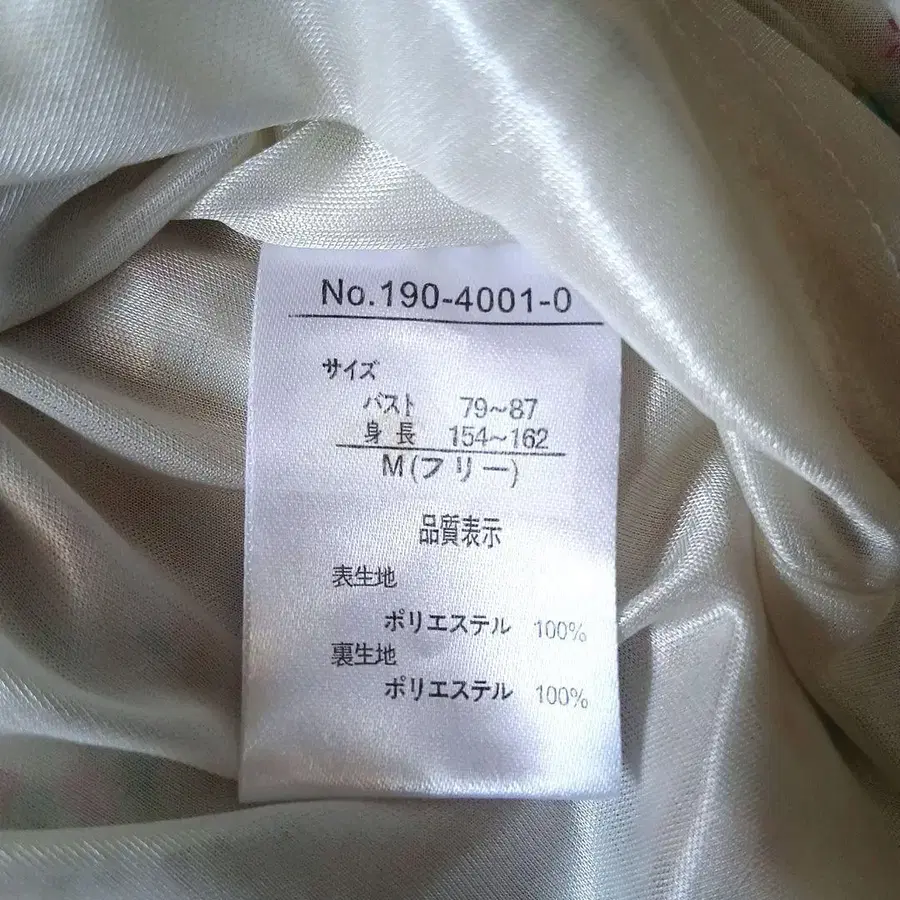 No.190-4001-0
サイズ
バスト 79~87
身長 154~162
M(フリー)
品質表示
表生地
ポリエステル 100%
裏生地
ポリエステル 100%